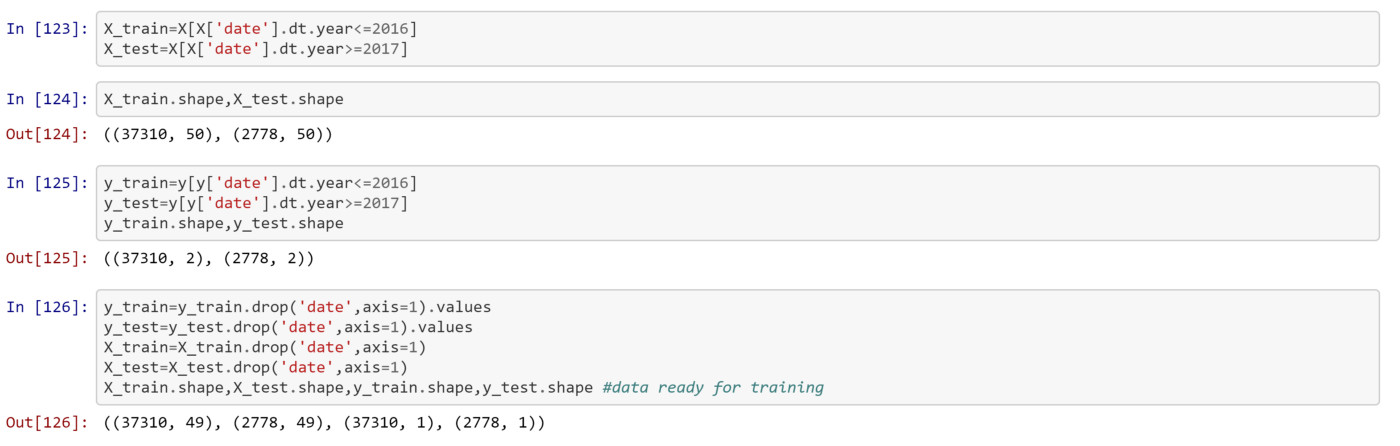 In [123]: X_train=X[X['date'].dt.year<=2016]
X_test=X[X['date'].dt.year>=2017]
In [124]: X_train.shape,X_test.shape
Out[124]: ((37310, 50), (2778, 50))
In [125]: y_train=y[y['date'].dt.year<=2016]
y_test=y[y['date'].dt.year>=2017]
y_train.shape,y_test.shape
Out[125]: ((37310, 2), (2778, 2))
In [126]: y_train=y_train.drop('date',axis=1).values
y_test=y_test.drop('date',axis=1).values
X_train=X_train.drop('date',axis=1)
X_test=X_test.drop('date',axis=1)
X_train.shape,X_test.shape,y_train.shape,y_test.shape #data ready for training
Out[126]: ((37310, 49), (2778, 49), (37310, 1), (2778, 1))